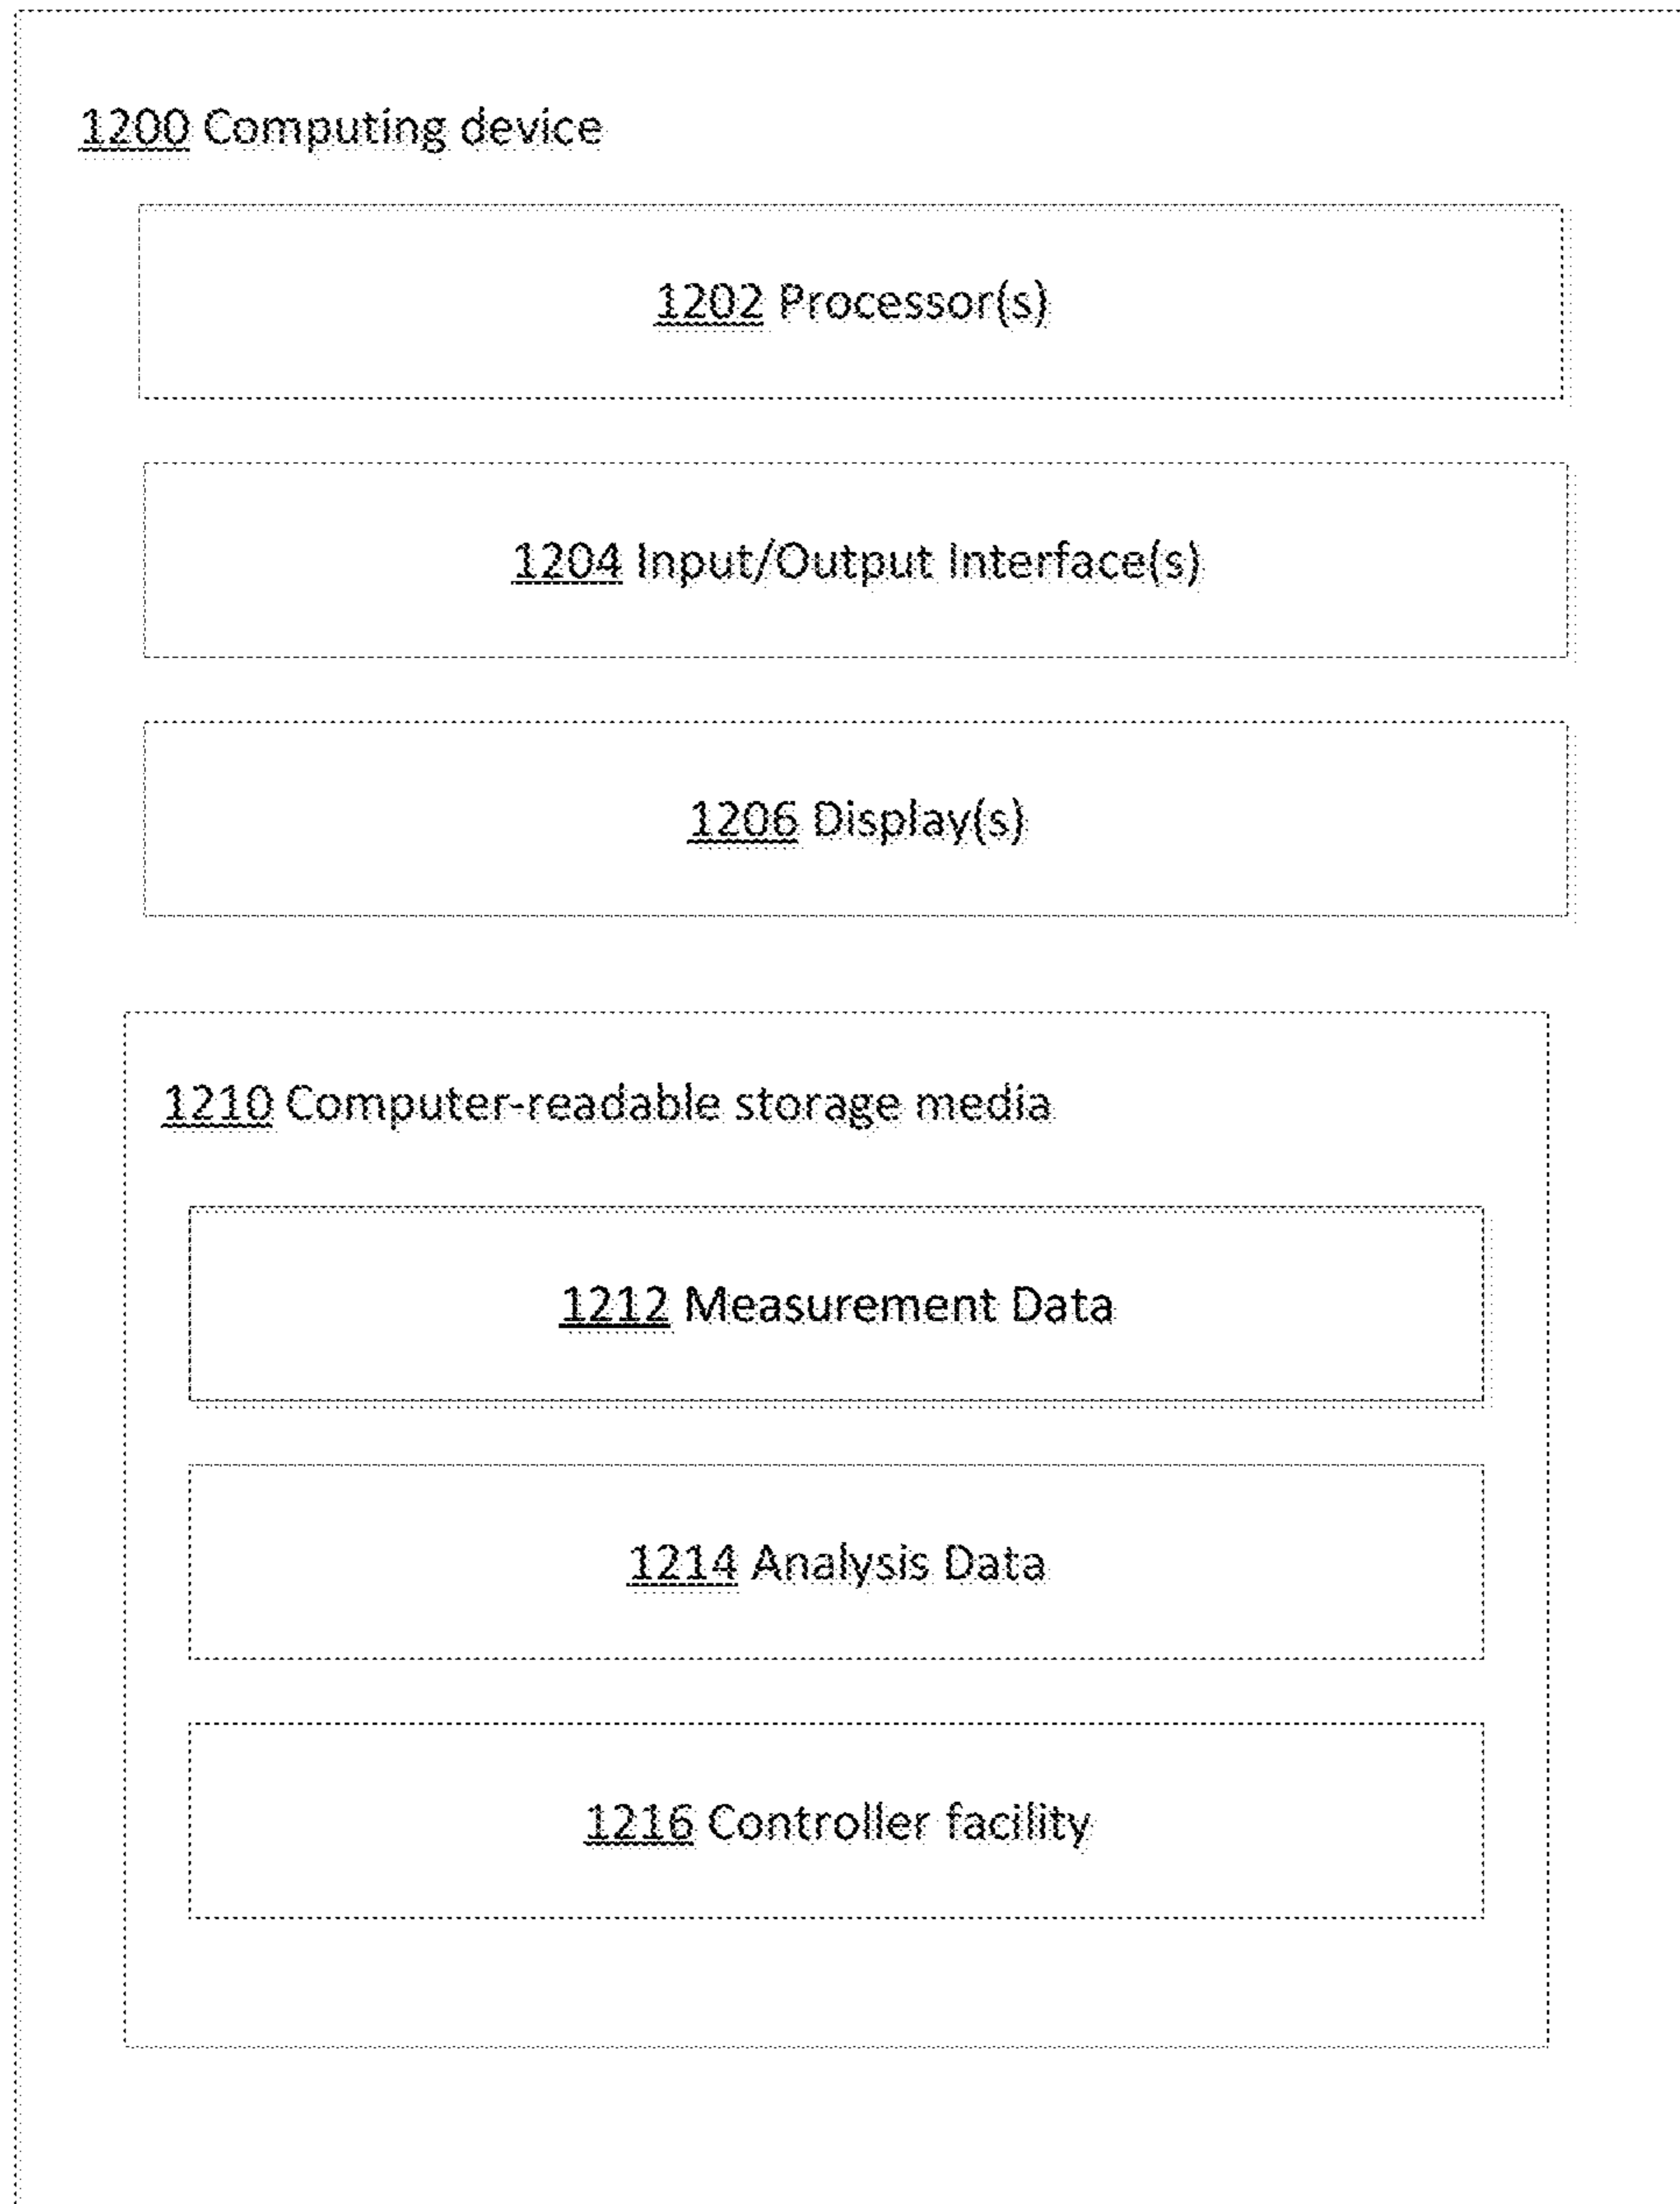 1200 Computing device
1202 Processor(s)
1204 Input/Output Interface(s)
1206 Display(s)
1210 Computer-readable storage media
1212 Measurement Data
1214 Analysis Data
1216 Controller facility